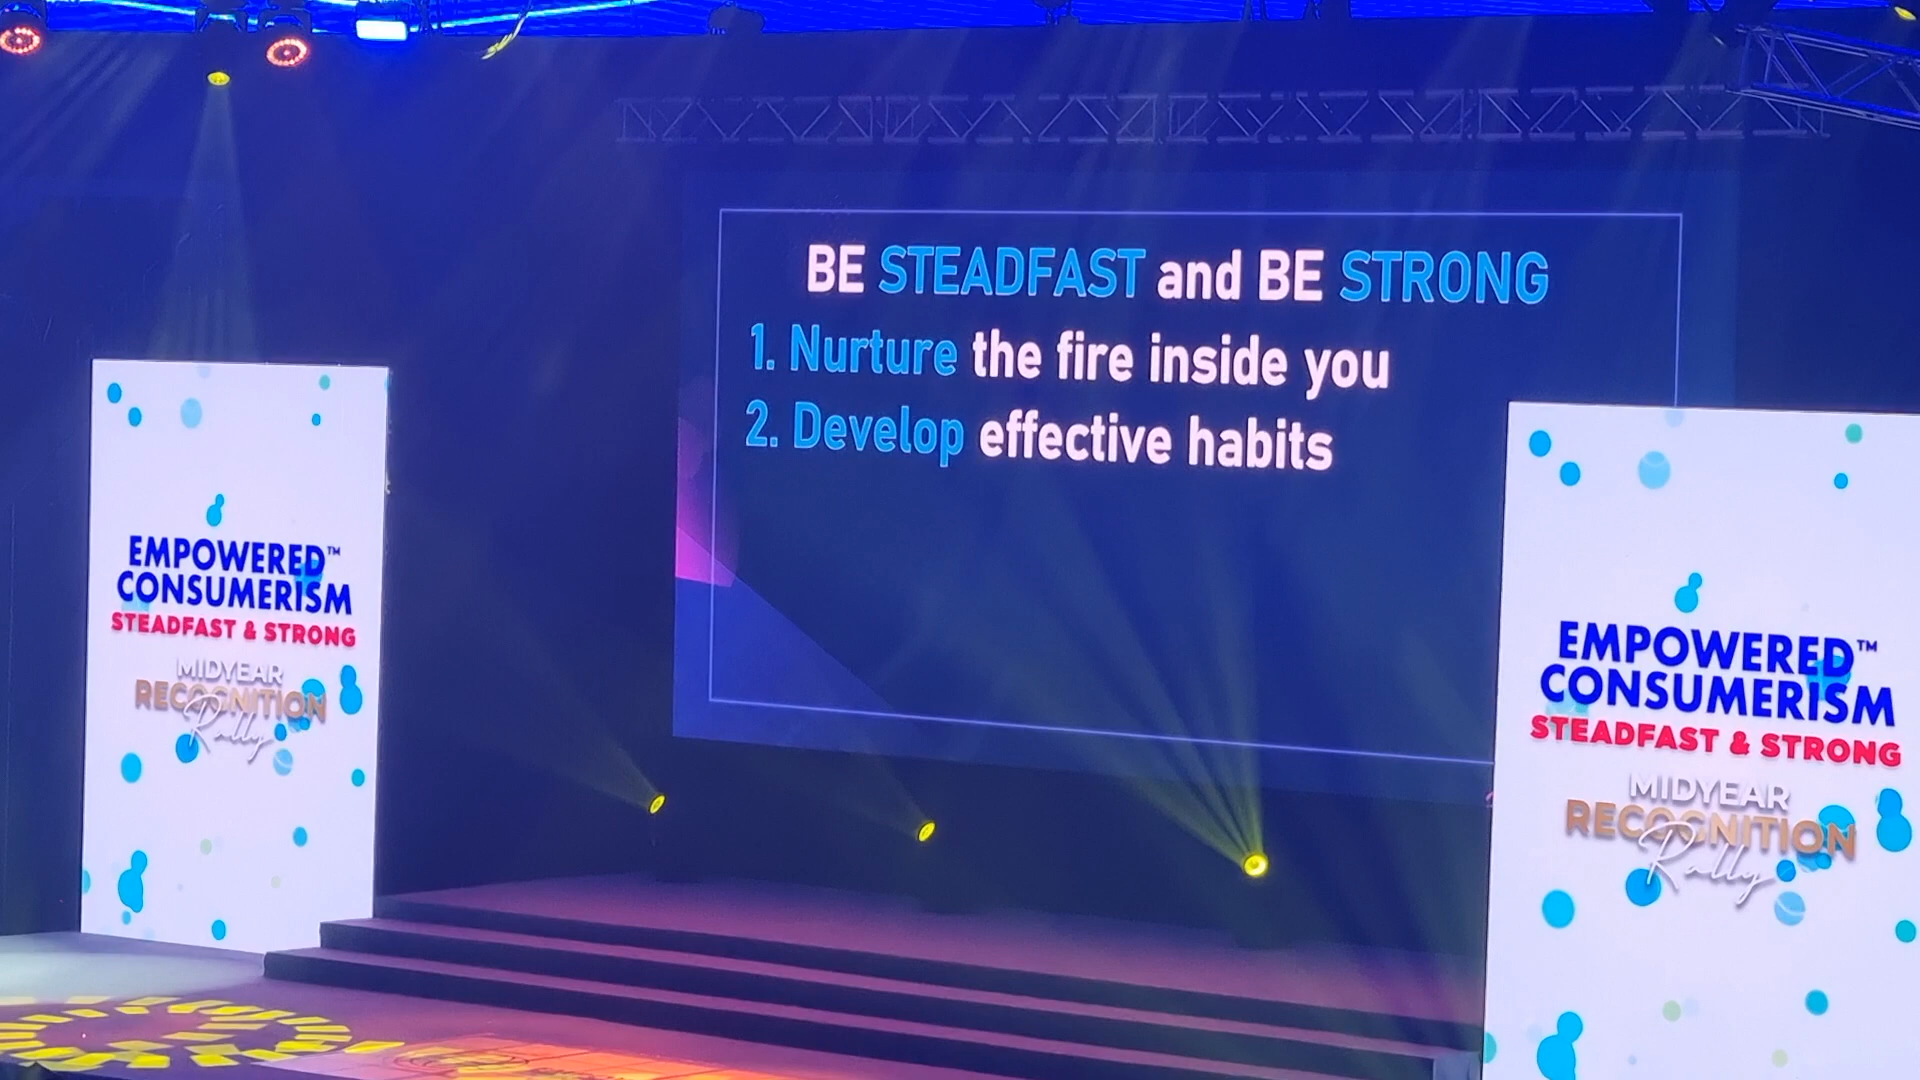 BE STEADFAST and BE STRONG
1. Nurture the fire inside you
2. Develop effective habits
EMPOWERED™
CONSUMERISM
STEADFAST & STRONG
MIDYEAR
RECOGNITION
Rally
EMPOWERED™
CONSUMERISM
STEADFAST & STRONG
MIDYEAR
RECOGNITION
Rally